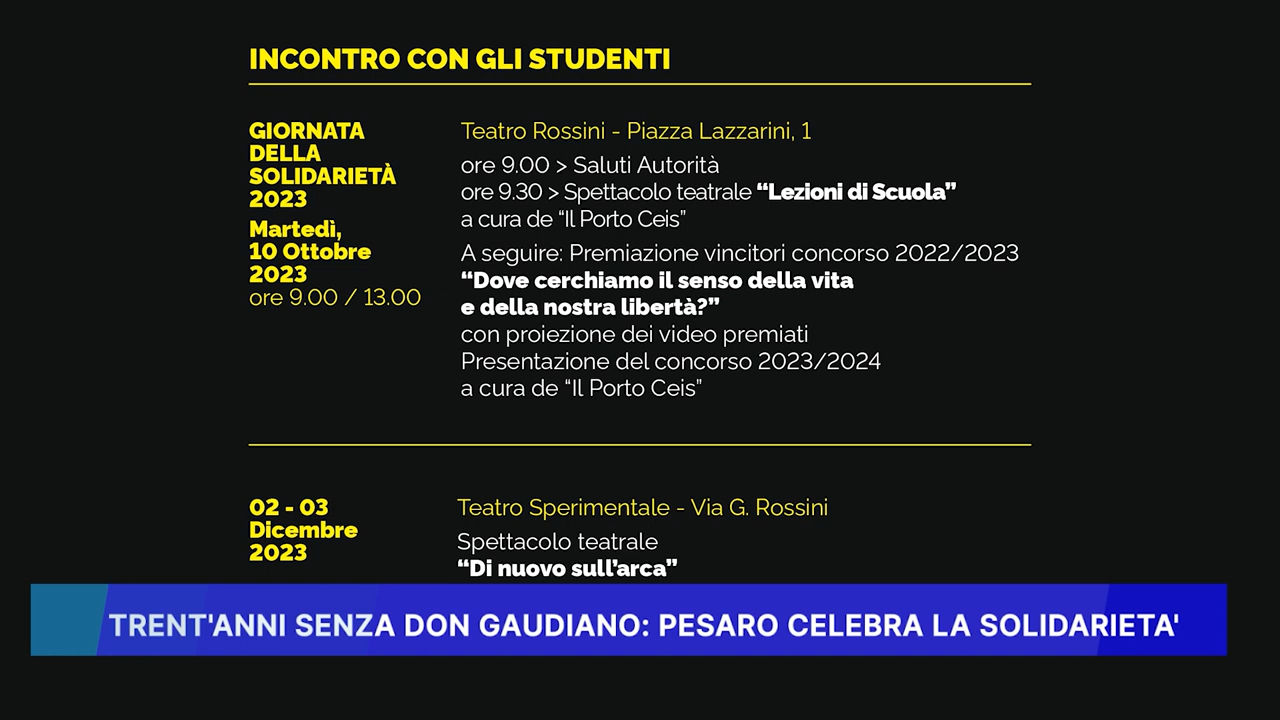 INCONTRO CON GLI STUDENTI
GIORNATA
DELLA
SOLIDARIETÀ
2023
Martedì,
10 Ottobre
2023
ore 9.00 / 13.00
Teatro Rossini - Piazza Lazzarini, 1
ore 9.00 > Saluti Autorità
ore 9.30 > Spettacolo teatrale “Lezioni di Scuola”
a cura de “Il Porto Ceis”
A seguire: Premiazione vincitori concorso 2022/2023
“Dove cerchiamo il senso della vita
e della nostra libertà?”
con proiezione dei video premiati
Presentazione del concorso 2023/2024
a cura de “Il Porto Ceis”
02 - 03
Dicembre
2023
Teatro Sperimentale - Via G. Rossini
Spettacolo teatrale
“Di nuovo sull’arca”
TRENT'ANNI SENZA DON GAUDIANO: PESARO CELEBRA LA SOLIDARIETA'